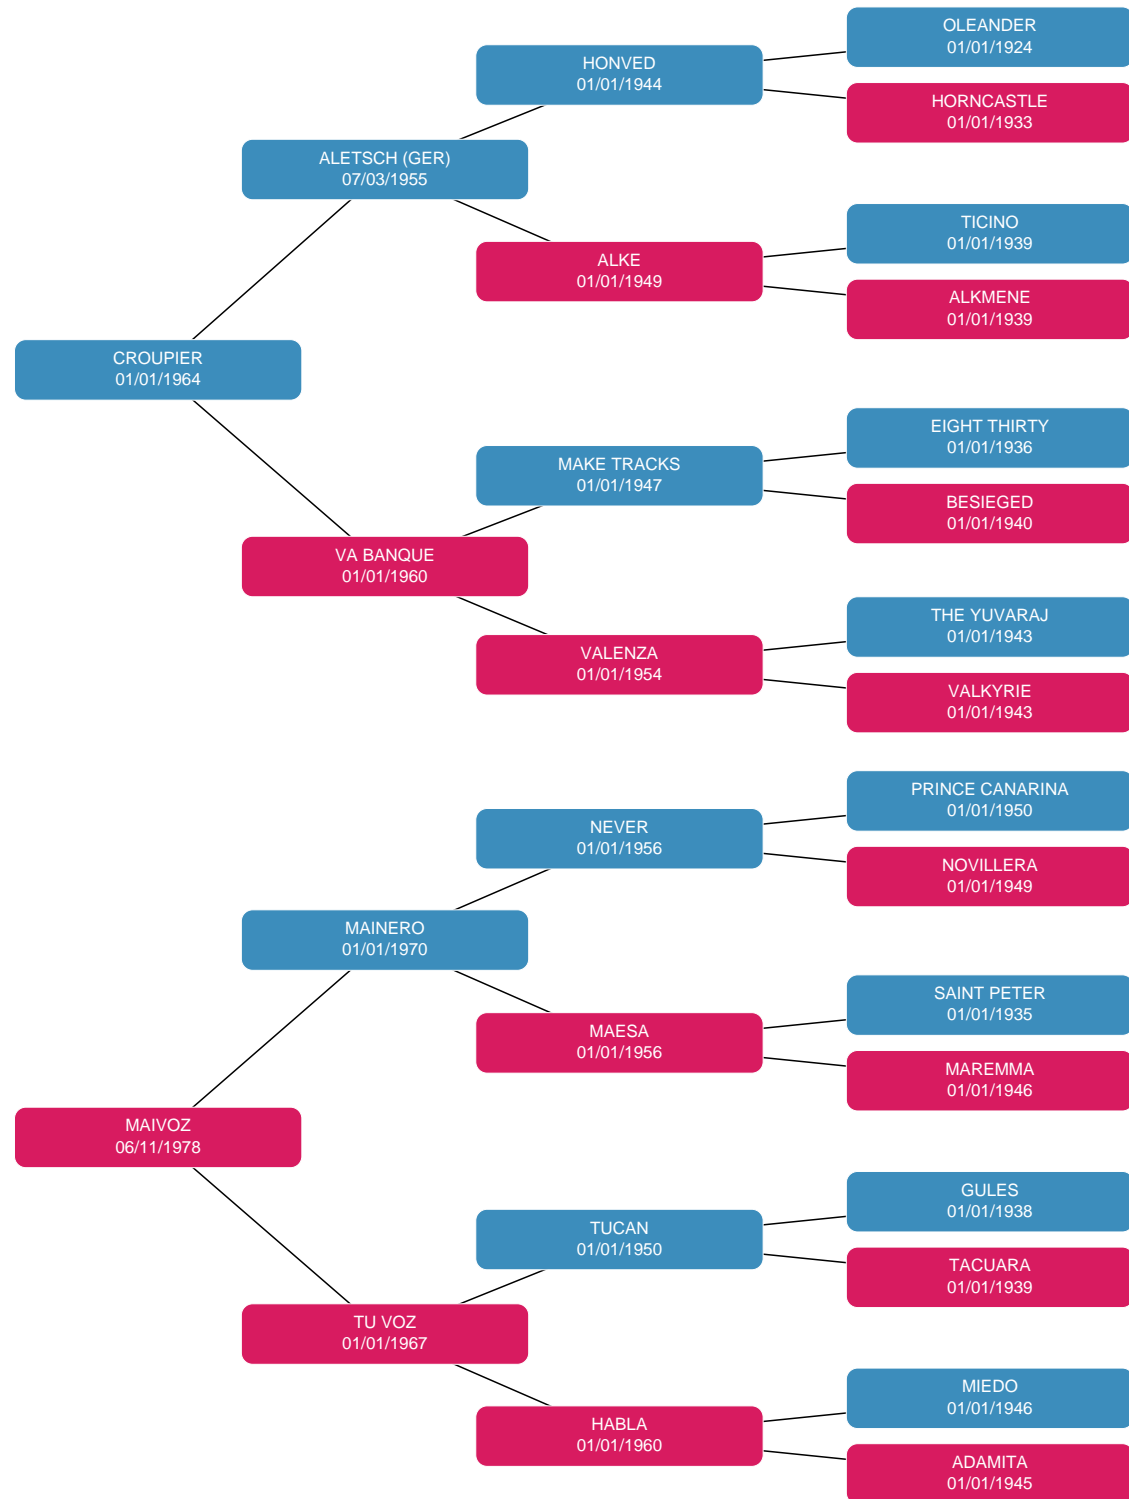 OLEANDER
01/01/1924
HONVED
01/01/1944
HORNCASTLE
01/01/1933
ALETSCH (GER)
07/03/1955
TICINO
01/01/1939
ALKE
01/01/1949
ALKMENE
01/01/1939
CROUPIER
01/01/1964
EIGHT THIRTY
01/01/1936
MAKE TRACKS
01/01/1947
BESIEGED
01/01/1940
VA BANQUE
01/01/1960
THE YUVARAJ
01/01/1943
VALENZA
01/01/1954
VALKYRIE
01/01/1943
PRINCE CANARINA
01/01/1950
NEVER
01/01/1956
NOVILLERA
01/01/1949
MAINERO
01/01/1970
SAINT PETER
01/01/1935
MAESA
01/01/1956
MAREMMA
01/01/1946
MAIVOZ
06/11/1978
GULES
01/01/1938
TUCAN
01/01/1950
TACUARA
01/01/1939
TU VOZ
01/01/1967
MIEDO
01/01/1946
HABLA
01/01/1960
ADAMITA
01/01/1945